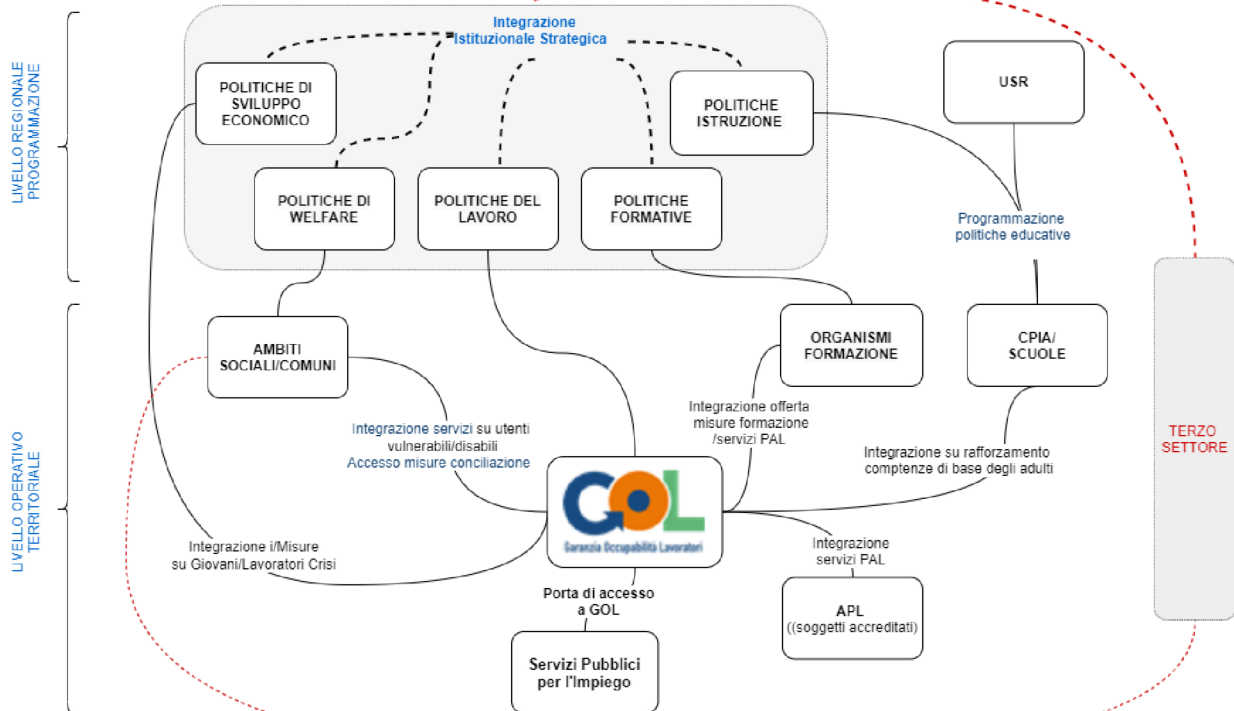 Integrazione
Istituzionale Strategica
LIVELLO REGIONALE
PROGRAMMAZIONE
POLITICHE DI
SVILUPPO
ECONOMICO
POLITICHE
ISTRUZIONE
USR
POLITICHE DI
WELFARE
POLITICHE DEL
LAVORO
POLITICHE
FORMATIVE
Programmazione
politiche educative
LIVELLO OPERATIVO
TERRITORIALE
AMBITI
SOCIALI/COMUNI
ORGANISMI
FORMAZIONE
CPIA/
SCUOLE
TERZO
SETTORE
Integrazione servizi su utenti
vulnerabili/disabili
Accesso misure conciliazione
Integrazione offerta
misure formazione
/servizi PAL
Integrazione su rafforzamento
comptenze di base degli adulti
GOL
Garanzia Occupabilità Lavoratori
Integrazione i/Misure
su Giovani/Lavoratori Crisi
Integrazione
servizi PAL
Porta di accesso
a GOL
APL
((soggetti accreditati)
Servizi Pubblici
per l'Impiego